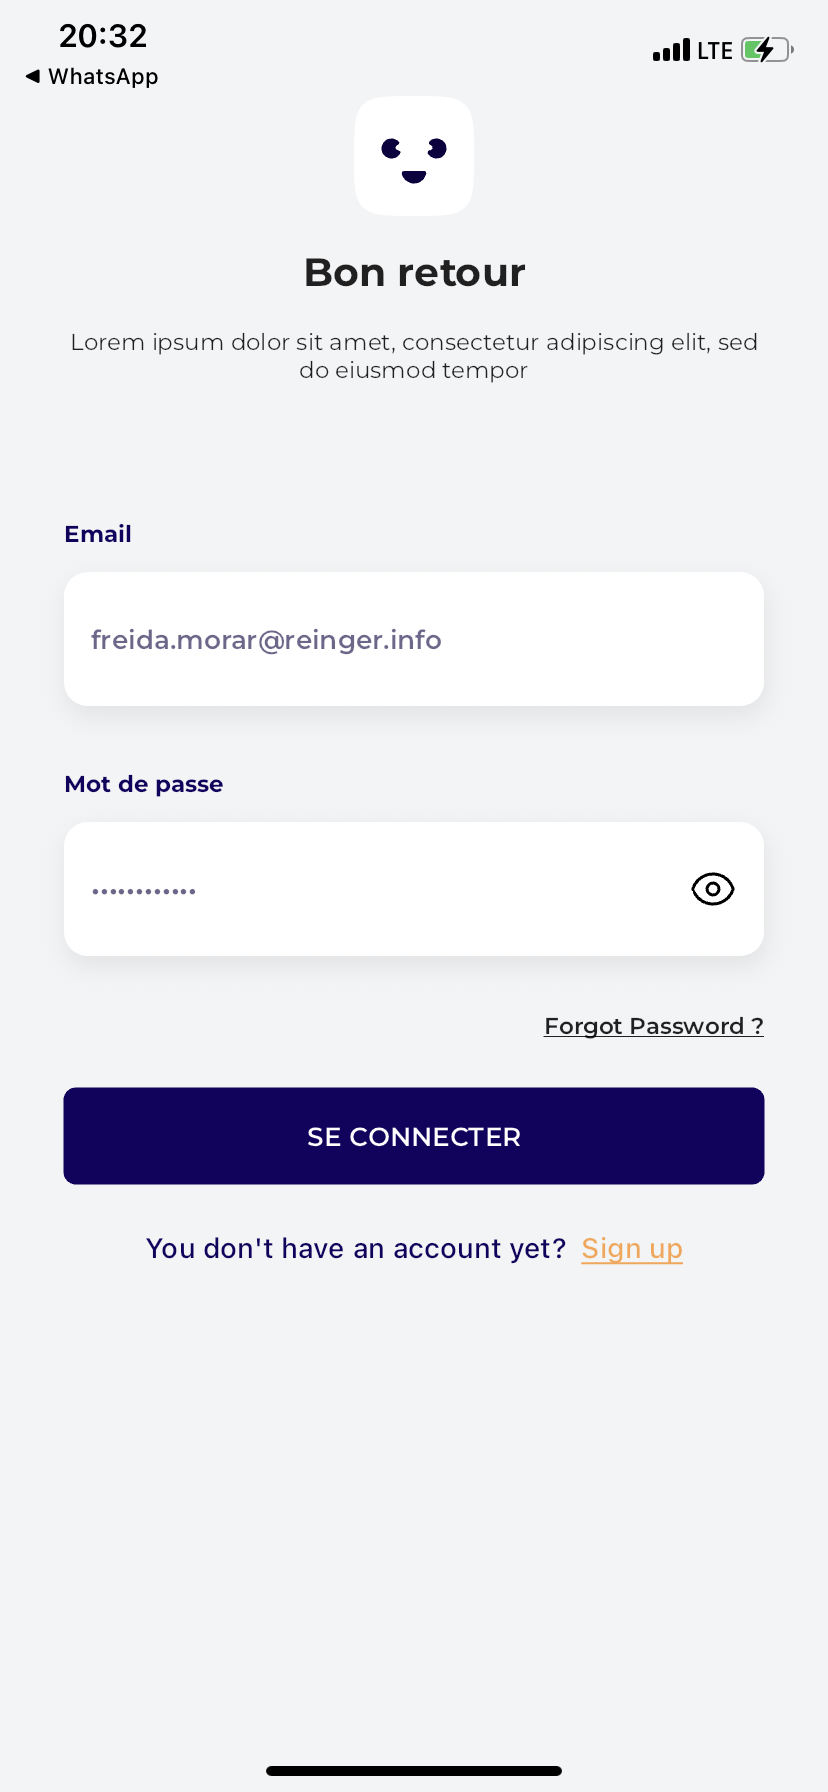 20:32
LTE
◀ WhatsApp
Bon retour
Lorem ipsum dolor sit amet, consectetur adipiscing elit, sed
do eiusmod tempor
Email
freida.morar@reinger.info
Mot de passe
••••••••••••
Forgot Password ?
SE CONNECTER
You don't have an account yet? Sign up